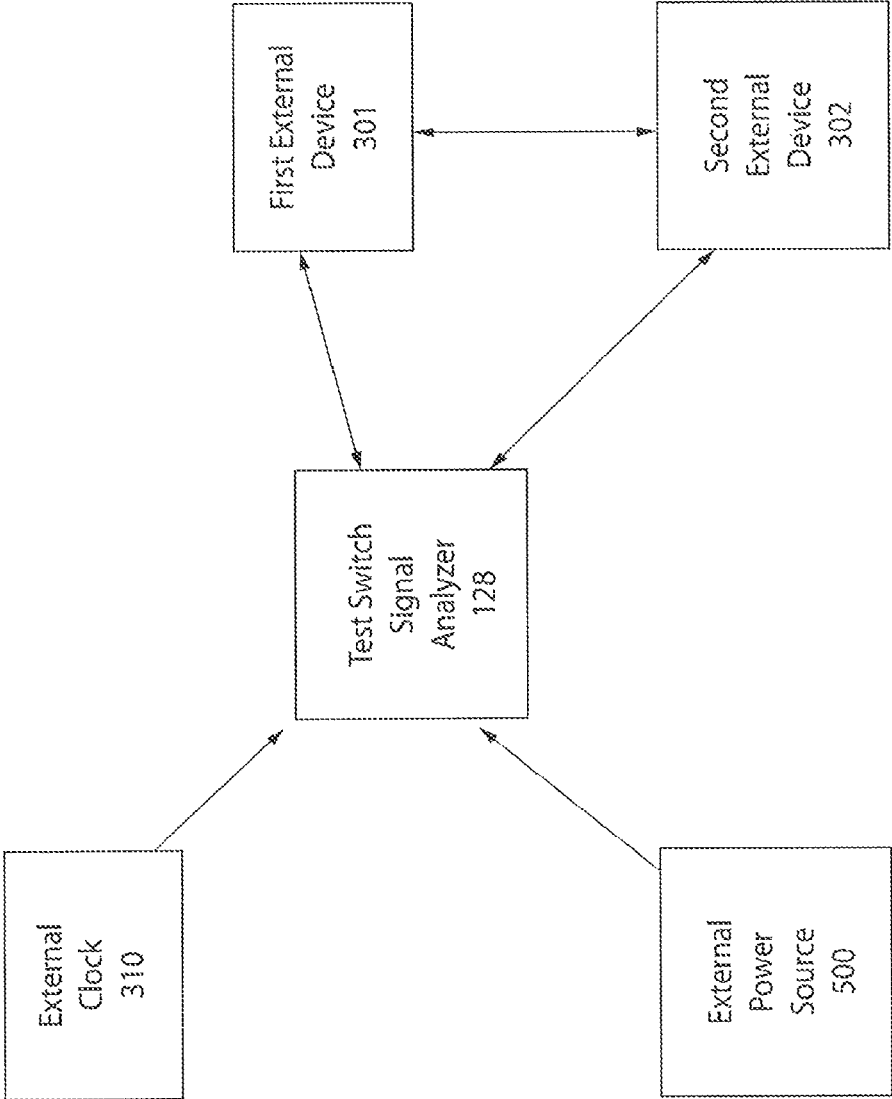 External
Clock
310
External
Power
Source
500
Test Switch
Signal
Analyzer
128
First External
Device
301
Second
External
Device
302